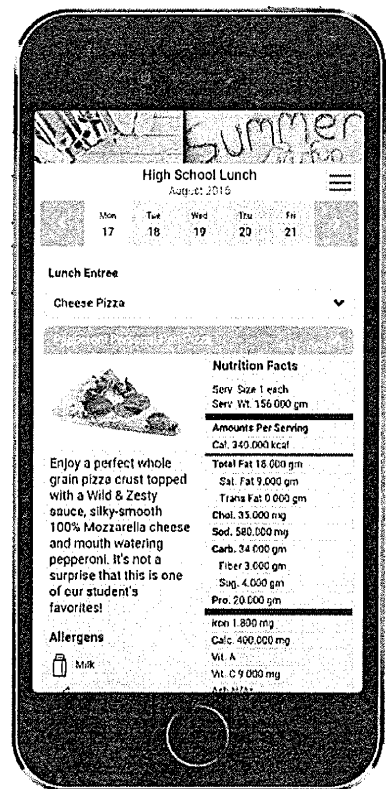 Summer
High School Lunch
August 2015
Mon Tue Wed Thu Fri
17 18 19 20 21
Lunch Entree
Cheese Pizza
Nutrition Facts
Serv. Size 1 each
Serv. Wt. 156.000 gm
Amounts Per Serving
Cal. 340.000 kcal
Total Fat 18.000 gm
Sat. Fat 9.000 gm
Trans Fat 0.000 gm
Chol. 35.000 mg
Sod. 580.000 mg
Carb. 34.000 gm
Fiber 3.000 gm
Sug. 4.000 gm
Pro. 20.000 gm
Iron 1.800 mg
Calc. 400.000 mg
Vit. A
Vit. C 9.000 mg
Enjoy a perfect whole
grain pizza crust topped
with a Wild & Zesty
sauce, silky-smooth
100% Mozzarella cheese
and mouth watering
pepperoni. It's not a
surprise that this is one
of our student's
favorites!
Allergens
Milk